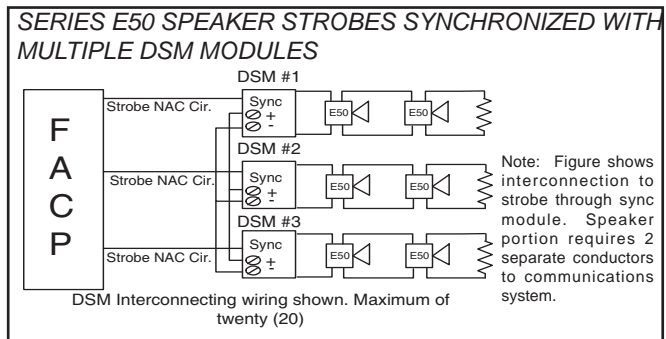 SERIES E50 SPEAKER STROBES SYNCHRONIZED WITH
MULTIPLE DSM MODULES
DSM #1
Strobe NAC Cir.
Sync
+
-
E50
E50
F
A
C
P
DSM #2
Strobe NAC Cir.
Sync
+
-
E50
E50
DSM #3
Strobe NAC Cir.
Sync
+
-
E50
E50
Note: Figure shows
interconnection to
strobe through sync
module. Speaker
portion requires 2
separate conductors
to communications
system.
DSM Interconnecting wiring shown. Maximum of
twenty (20)